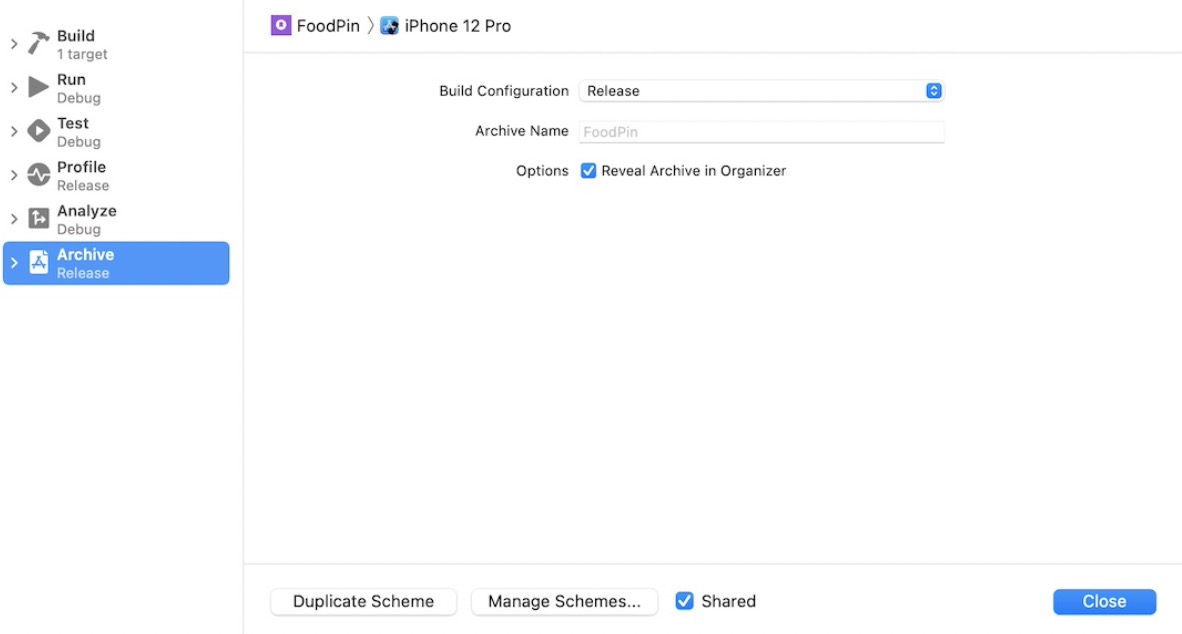 Build
1 target
Run
Debug
Test
Debug
Profile
Release
Analyze
Debug
Archive
Release
FoodPin 〉 iPhone 12 Pro
Build Configuration Release
Archive Name FoodPin
Options Reveal Archive in Organizer
Duplicate Scheme Manage Schemes... Shared Close